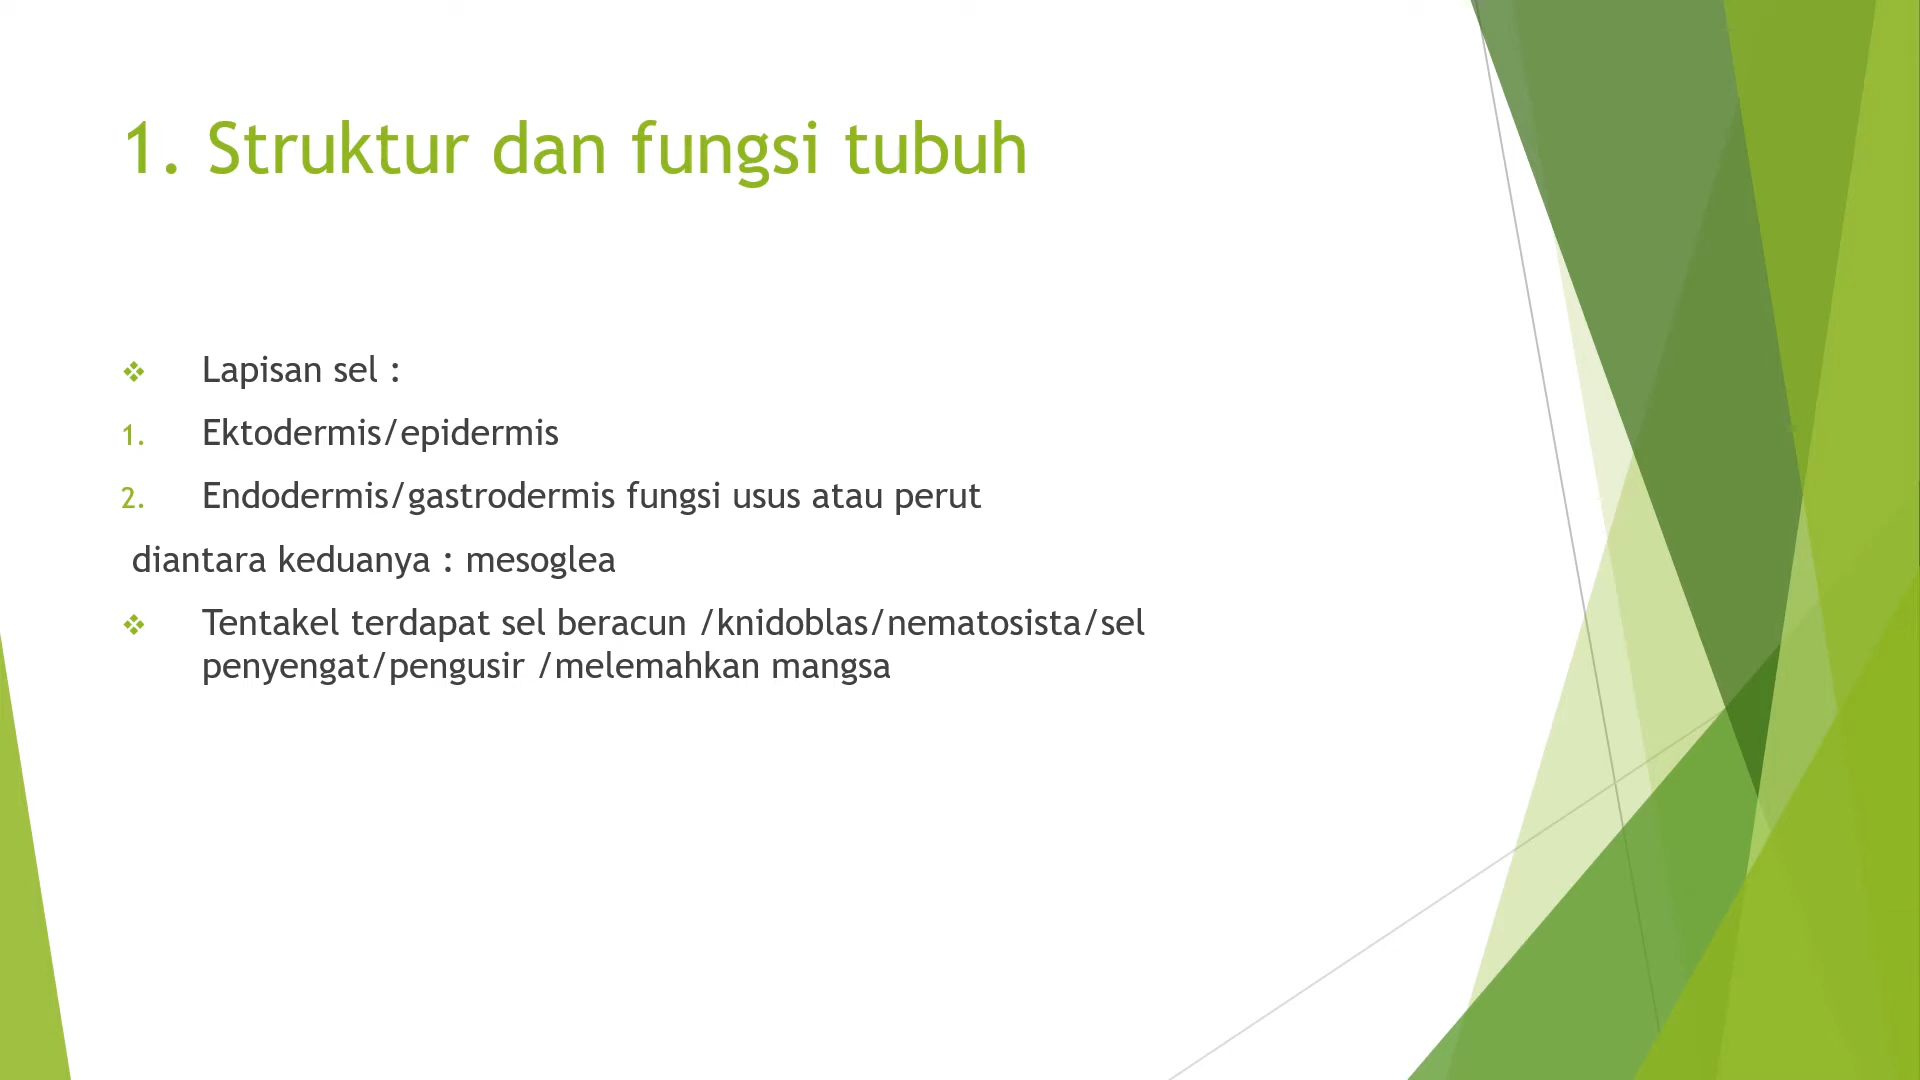 1. Struktur dan fungsi tubuh
❖ Lapisan sel :
1. Ektodermis/epidermis
2. Endodermis/gastrodermis fungsi usus atau perut
diantara keduanya : mesoglea
❖ Tentakel terdapat sel beracun /knidoblas/nematosista/sel
penyengat/pengusir /melemahkan mangsa